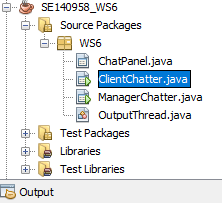 SE140958_WS6
Source Packages
WS6
ChatPanel.java
ClientChatter.java
ManagerChatter.java
OutputThread.java
Test Packages
Libraries
Test Libraries
Output